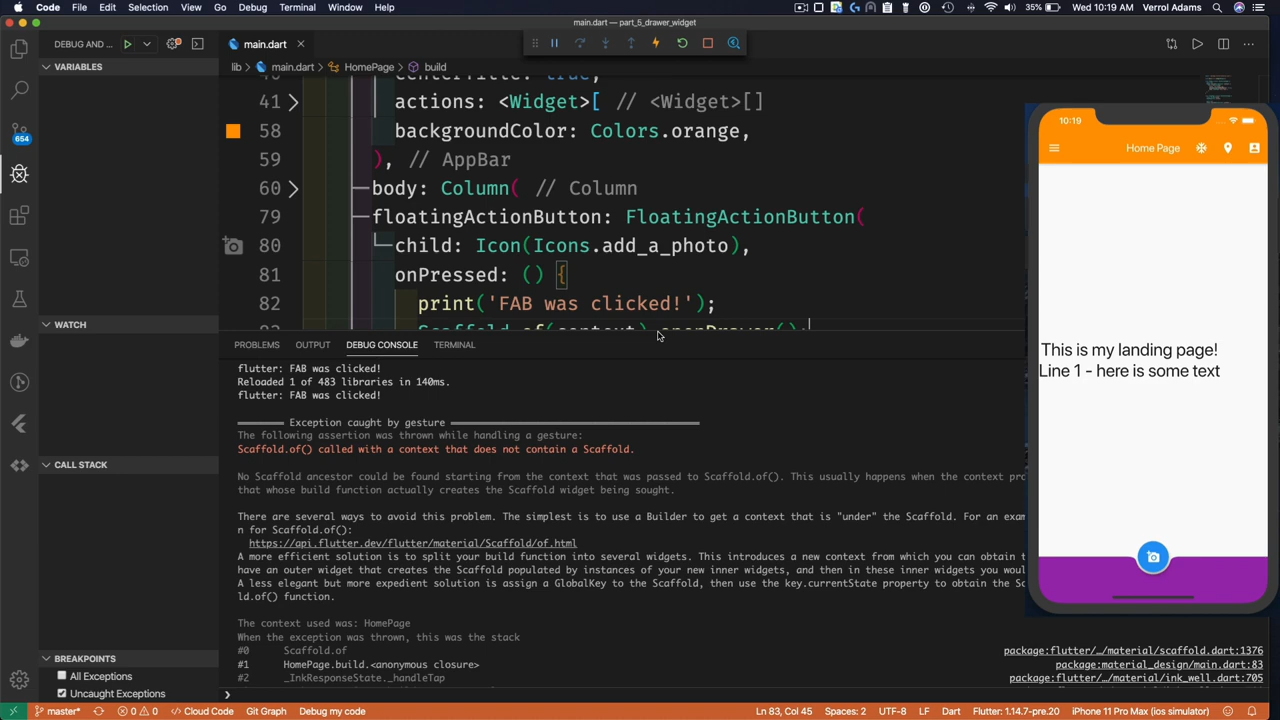 Code File Edit Selection View Go Debug Terminal Window Help 35% Wed 10:19 AM Verrol Adams
main.dart — part_5_drawer_widget
DEBUG AND ...
main.dart
lib > main.dart > HomePage > build
VARIABLES
centerTitle: true,
41 actions: <Widget>[ // <Widget>[]
58 backgroundColor: Colors.orange,
59 ), // AppBar
60 body: Column( // Column
79 floatingActionButton: FloatingActionButton(
80 child: Icon(Icons.add_a_photo),
81 onPressed: () {
82 print('FAB was clicked!');
Scaffold.of(context).openDrawer();
654
WATCH
CALL STACK
BREAKPOINTS
All Exceptions
Uncaught Exceptions
PROBLEMS OUTPUT DEBUG CONSOLE TERMINAL
flutter: FAB was clicked!
Reloaded 1 of 483 libraries in 140ms.
flutter: FAB was clicked!
Exception caught by gesture
The following assertion was thrown while handling a gesture:
Scaffold.of() called with a context that does not contain a Scaffold.
No Scaffold ancestor could be found starting from the context that was passed to Scaffold.of(). This usually happens when the context pro
that whose build function actually creates the Scaffold widget being sought.
There are several ways to avoid this problem. The simplest is to use a Builder to get a context that is "under" the Scaffold. For an exam
n for Scaffold.of():
https://api.flutter.dev/flutter/material/Scaffold/of.html
A more efficient solution is to split your build function into several widgets. This introduces a new context from which you can obtain t
have an outer widget that creates the Scaffold populated by instances of your new inner widgets, and then in these inner widgets you woul
A less elegant but more expedient solution is assign a GlobalKey to the Scaffold, then use the key.currentState property to obtain the Sc
ld.of() function.
The context used was: HomePage
When the exception was thrown, this was the stack
#0 Scaffold.of package:flutter/…/material/scaffold.dart:1376
#1 HomePage.build.<anonymous closure> package:material_design/main.dart:83
#2 _InkResponseState._handleTap package:flutter/…/material/ink_well.dart:705
10:19
Home Page
This is my landing page!
Line 1 - here is some text
master* 0 0 Cloud Code Git Graph Debug my code Ln 83, Col 45 Spaces: 2 UTF-8 LF Dart Flutter: 1.14.7-pre.20 iPhone 11 Pro Max (ios simulator)